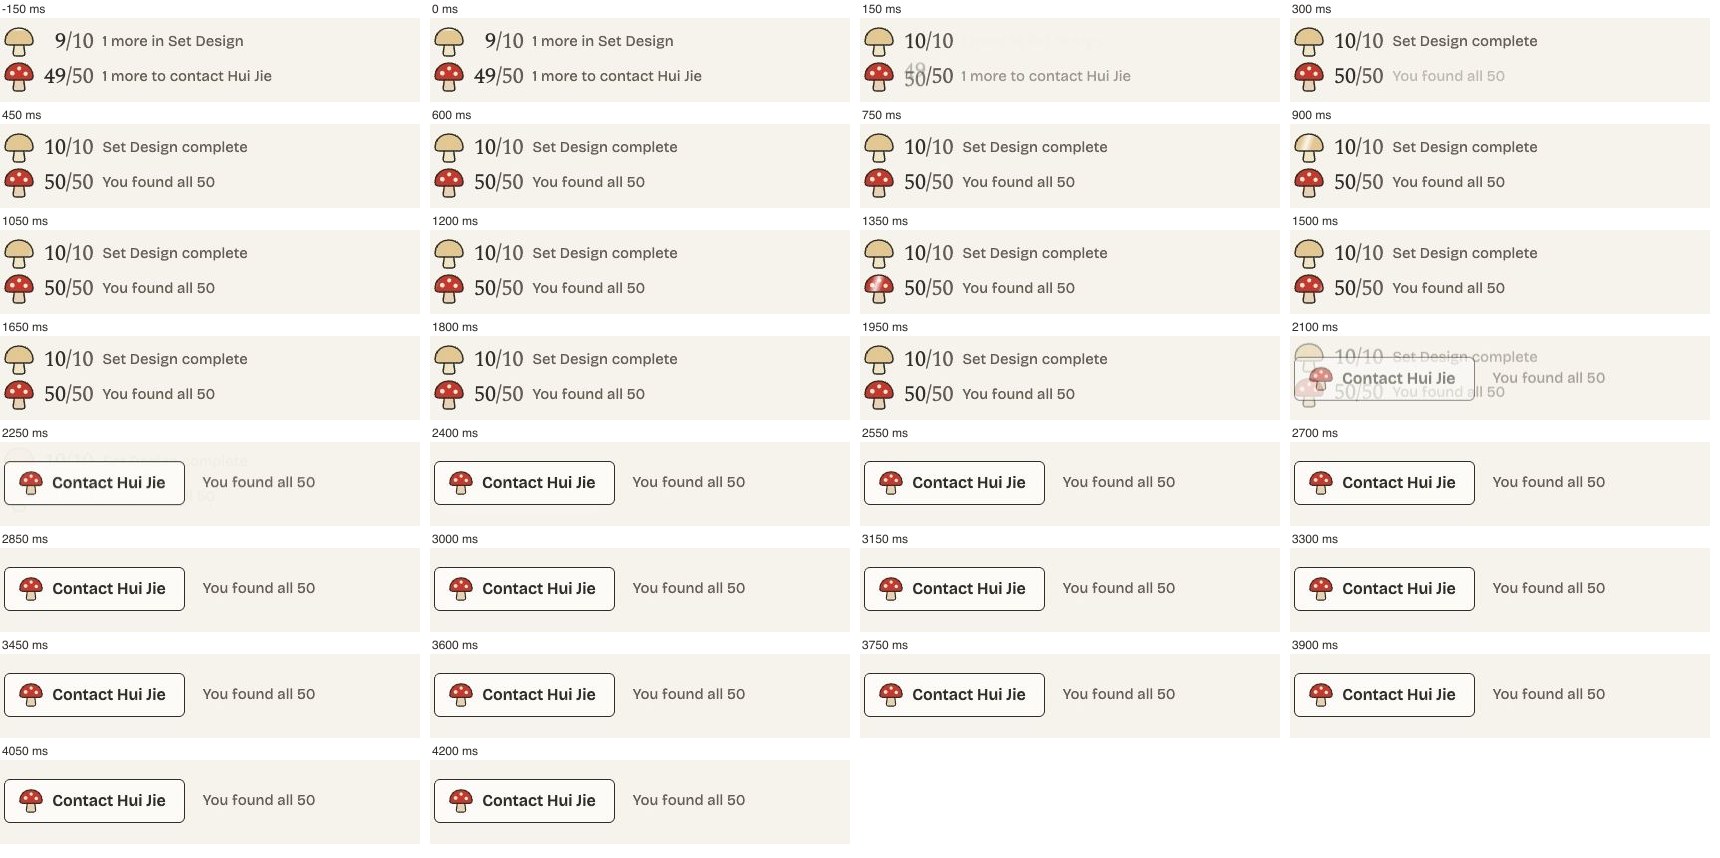 -150 ms
9/10 1 more in Set Design
49/50 1 more to contact Hui Jie
0 ms
9/10 1 more in Set Design
49/50 1 more to contact Hui Jie
150 ms
10/10
50/50 1 more to contact Hui Jie
300 ms
10/10 Set Design complete
50/50 You found all 50
450 ms
10/10 Set Design complete
50/50 You found all 50
600 ms
10/10 Set Design complete
50/50 You found all 50
750 ms
10/10 Set Design complete
50/50 You found all 50
900 ms
10/10 Set Design complete
50/50 You found all 50
1050 ms
10/10 Set Design complete
50/50 You found all 50
1200 ms
10/10 Set Design complete
50/50 You found all 50
1350 ms
10/10 Set Design complete
50/50 You found all 50
1500 ms
10/10 Set Design complete
50/50 You found all 50
1650 ms
10/10 Set Design complete
50/50 You found all 50
1800 ms
10/10 Set Design complete
50/50 You found all 50
1950 ms
10/10 Set Design complete
50/50 You found all 50
2100 ms
10/10 Set Design complete
Contact Hui Jie You found all 50
50/50 You found all 50
2250 ms
Contact Hui Jie You found all 50
2400 ms
Contact Hui Jie You found all 50
2550 ms
Contact Hui Jie You found all 50
2700 ms
Contact Hui Jie You found all 50
2850 ms
Contact Hui Jie You found all 50
3000 ms
Contact Hui Jie You found all 50
3150 ms
Contact Hui Jie You found all 50
3300 ms
Contact Hui Jie You found all 50
3450 ms
Contact Hui Jie You found all 50
3600 ms
Contact Hui Jie You found all 50
3750 ms
Contact Hui Jie You found all 50
3900 ms
Contact Hui Jie You found all 50
4050 ms
Contact Hui Jie You found all 50
4200 ms
Contact Hui Jie You found all 50